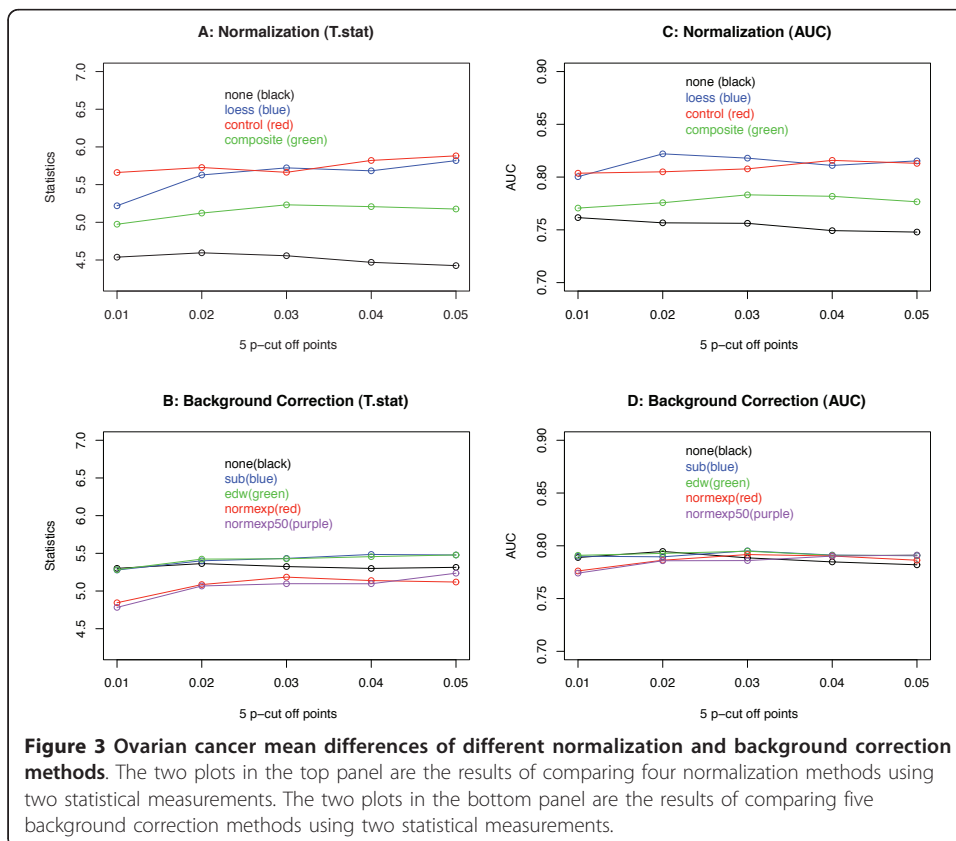 A: Normalization (T.stat)
Statistics
7.0
6.5
6.0
5.5
5.0
4.5
none (black)
loess (blue)
control (red)
composite (green)
0.01 0.02 0.03 0.04 0.05
5 p−cut off points
C: Normalization (AUC)
AUC
0.90
0.85
0.80
0.75
0.70
none (black)
loess (blue)
control (red)
composite (green)
0.01 0.02 0.03 0.04 0.05
5 p−cut off points
B: Background Correction (T.stat)
Statistics
7.0
6.5
6.0
5.5
5.0
4.5
none(black)
sub(blue)
edw(green)
normexp(red)
normexp50(purple)
0.01 0.02 0.03 0.04 0.05
5 p−cut off points
D: Background Correction (AUC)
AUC
0.90
0.85
0.80
0.75
0.70
none(black)
sub(blue)
edw(green)
normexp(red)
normexp50(purple)
0.01 0.02 0.03 0.04 0.05
5 p−cut off points
Figure 3 Ovarian cancer mean differences of different normalization and background correction
methods. The two plots in the top panel are the results of comparing four normalization methods using
two statistical measurements. The two plots in the bottom panel are the results of comparing five
background correction methods using two statistical measurements.